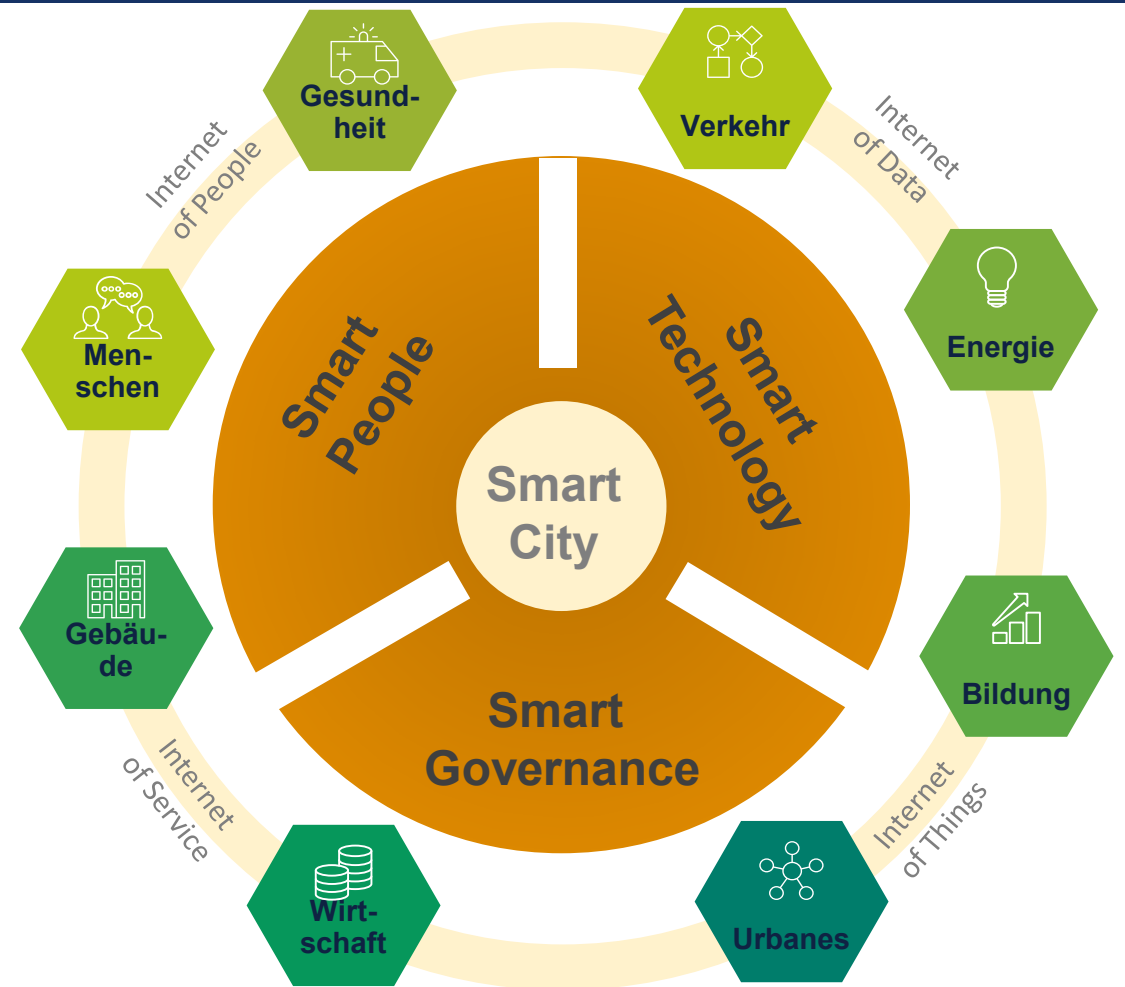 Gesund-
heit
Verkehr
Internet
of People
Internet
of Data
Men-
schen
Energie
Smart
People
Smart
Technology
Smart
City
Gebäu-
de
Bildung
Smart
Governance
Internet
of Service
Internet
of Things
Wirt-
schaft
Urbanes